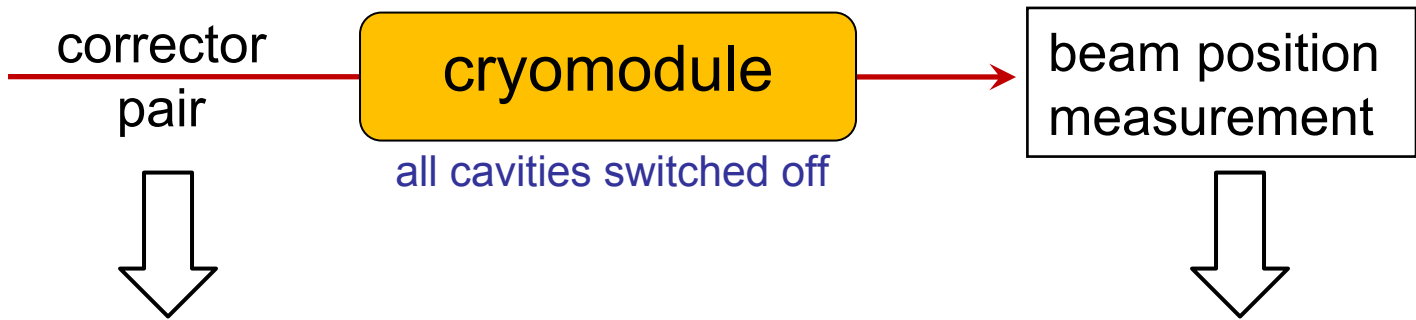 corrector
pair
cryomodule
all cavities switched off
beam position
measurement